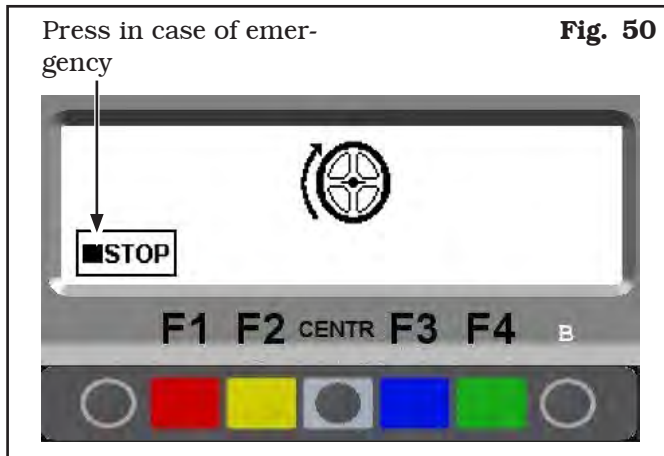 Press in case of emer-
gency
Fig. 50
STOP
F1 F2 CENTR F3 F4 B